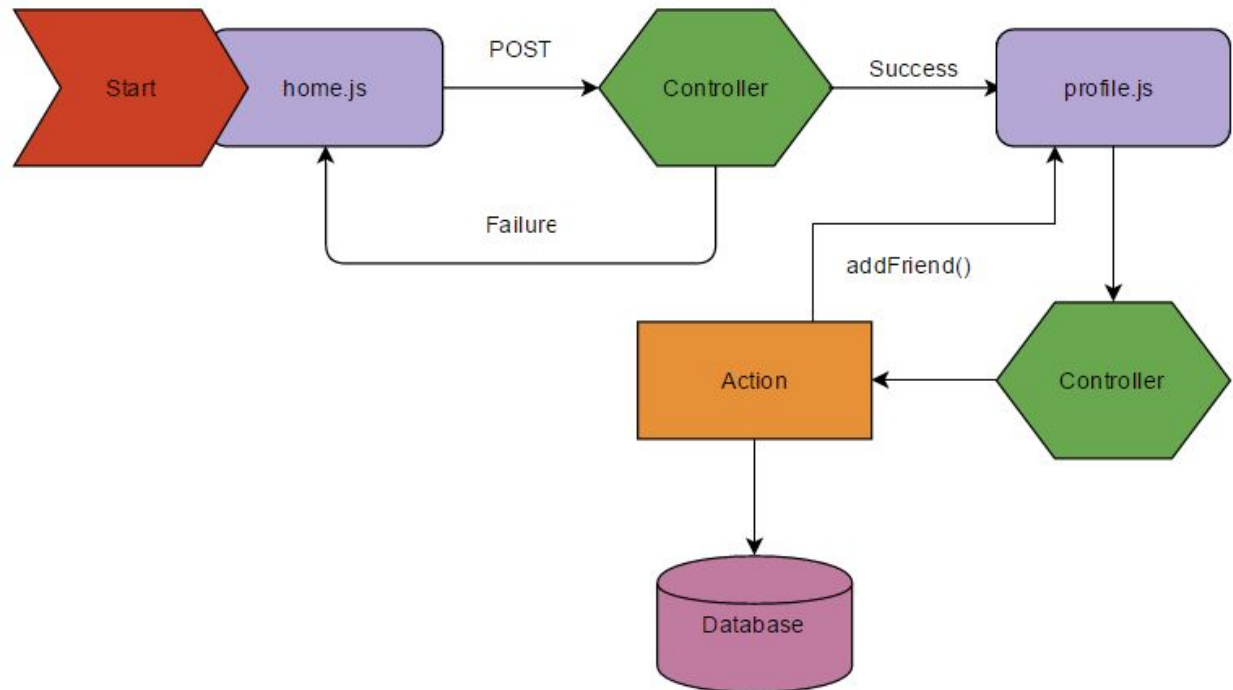 Start
home.js
POST
Controller
Success
profile.js
Failure
addFriend()
Action
Controller
Database